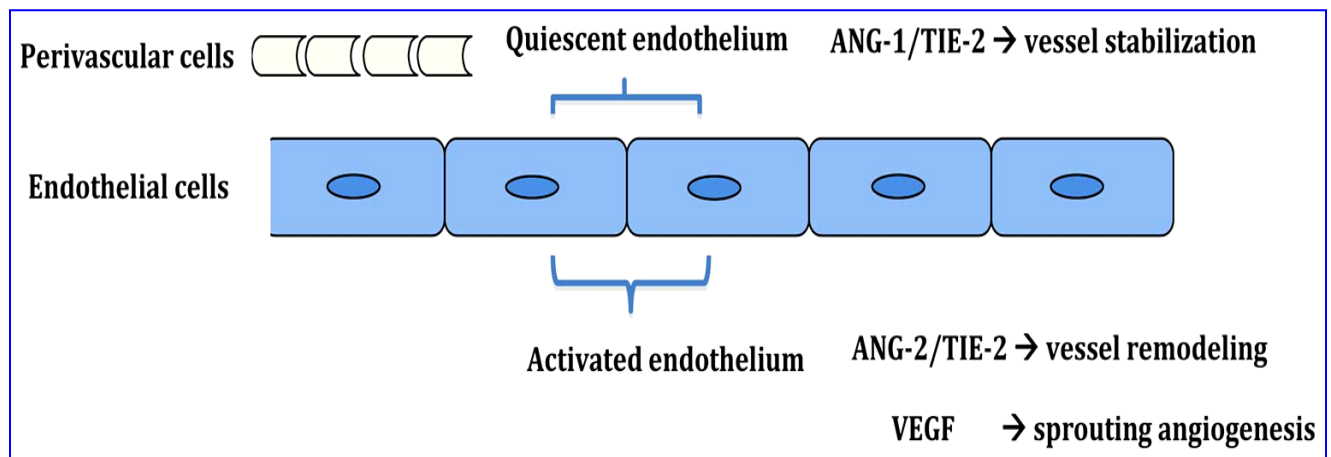 Perivascular cells
Quiescent endothelium
ANG-1/TIE-2 → vessel stabilization
Endothelial cells
Activated endothelium
ANG-2/TIE-2 → vessel remodeling
VEGF → sprouting angiogenesis